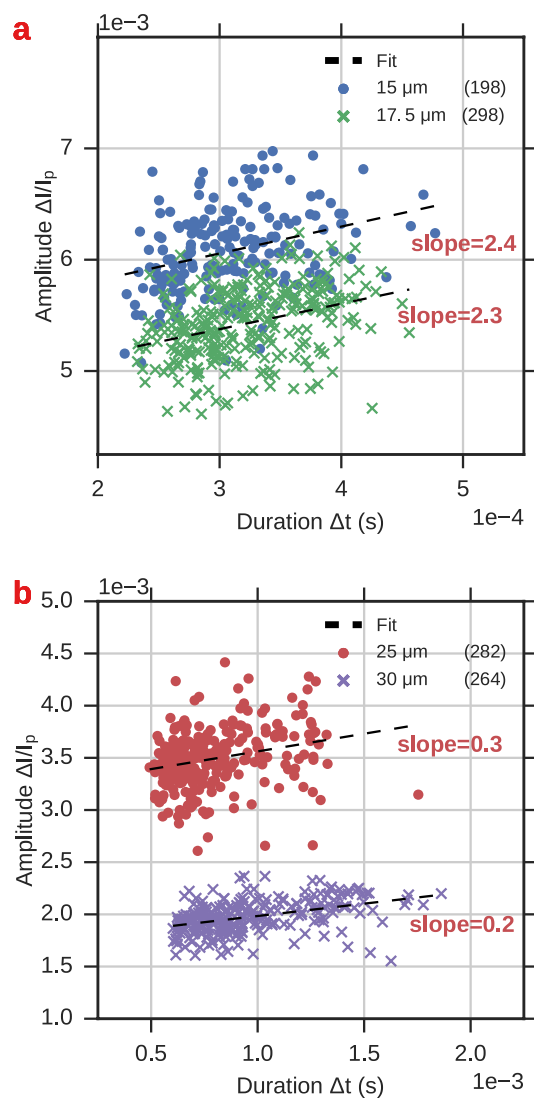 a
1e−3
Fit
15 μm (198)
17.5 μm (298)
7
6
5
Amplitude ΔI/Iₚ
slope=2.4
slope=2.3
2 3 4 5
Duration Δt (s)
1e−4
b
1e−3
5.0
4.5
4.0
3.5
3.0
2.5
2.0
1.5
1.0
Fit
25 μm (282)
30 μm (264)
Amplitude ΔI/Iₚ
slope=0.3
slope=0.2
0.5 1.0 1.5 2.0
Duration Δt (s)
1e−3